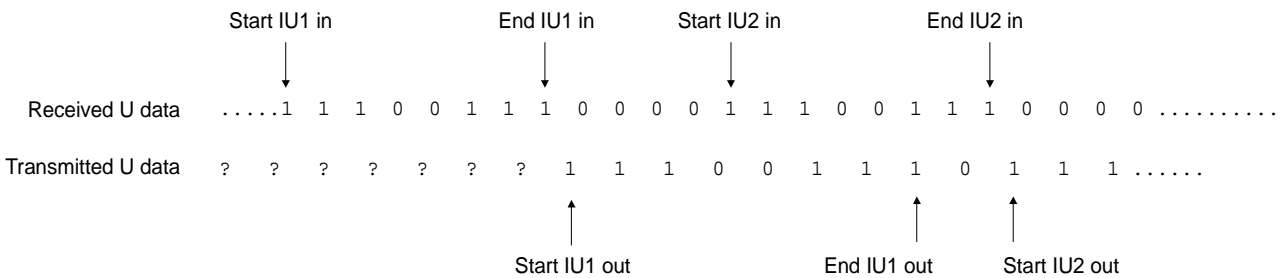 Start IU1 in End IU1 in Start IU2 in End IU2 in
Received U data .....1 1 1 0 0 1 1 1 0 0 0 0 1 1 1 0 0 1 1 1 0 0 0 0 ..........
Transmitted U data ? ? ? ? ? ? ? 1 1 1 0 0 1 1 1 0 1 1 1 ......
Start IU1 out End IU1 out Start IU2 out